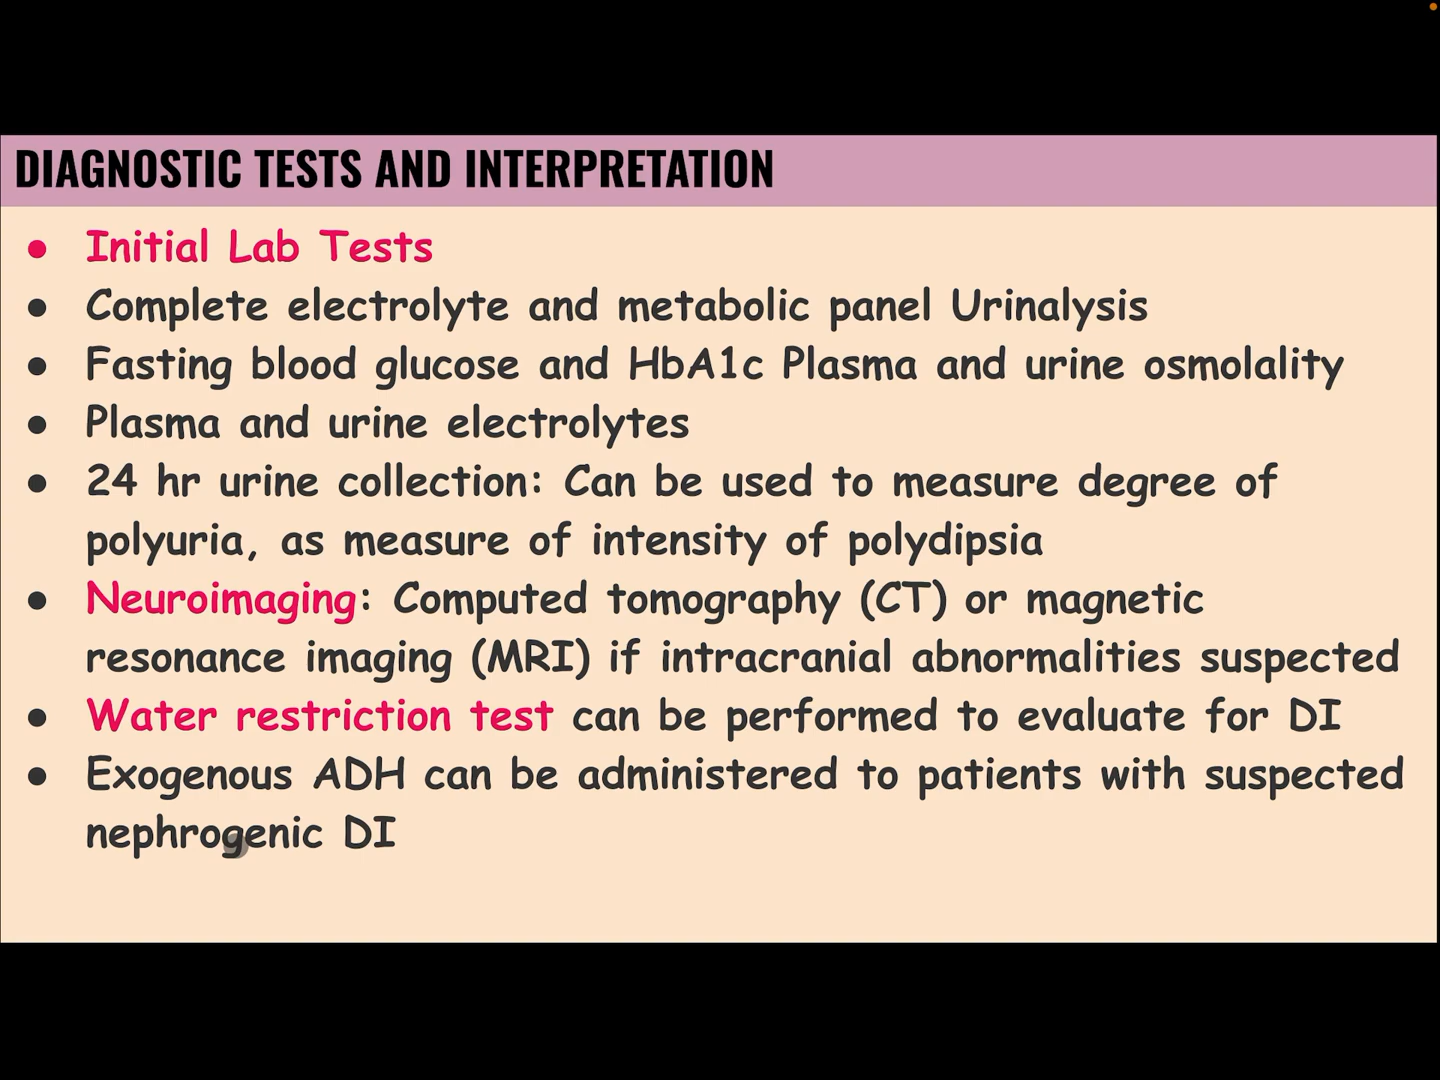 DIAGNOSTIC TESTS AND INTERPRETATION
● Initial Lab Tests
● Complete electrolyte and metabolic panel Urinalysis
● Fasting blood glucose and HbA1c Plasma and urine osmolality
● Plasma and urine electrolytes
● 24 hr urine collection: Can be used to measure degree of
polyuria, as measure of intensity of polydipsia
● Neuroimaging: Computed tomography (CT) or magnetic
resonance imaging (MRI) if intracranial abnormalities suspected
● Water restriction test can be performed to evaluate for DI
● Exogenous ADH can be administered to patients with suspected
nephrogenic DI